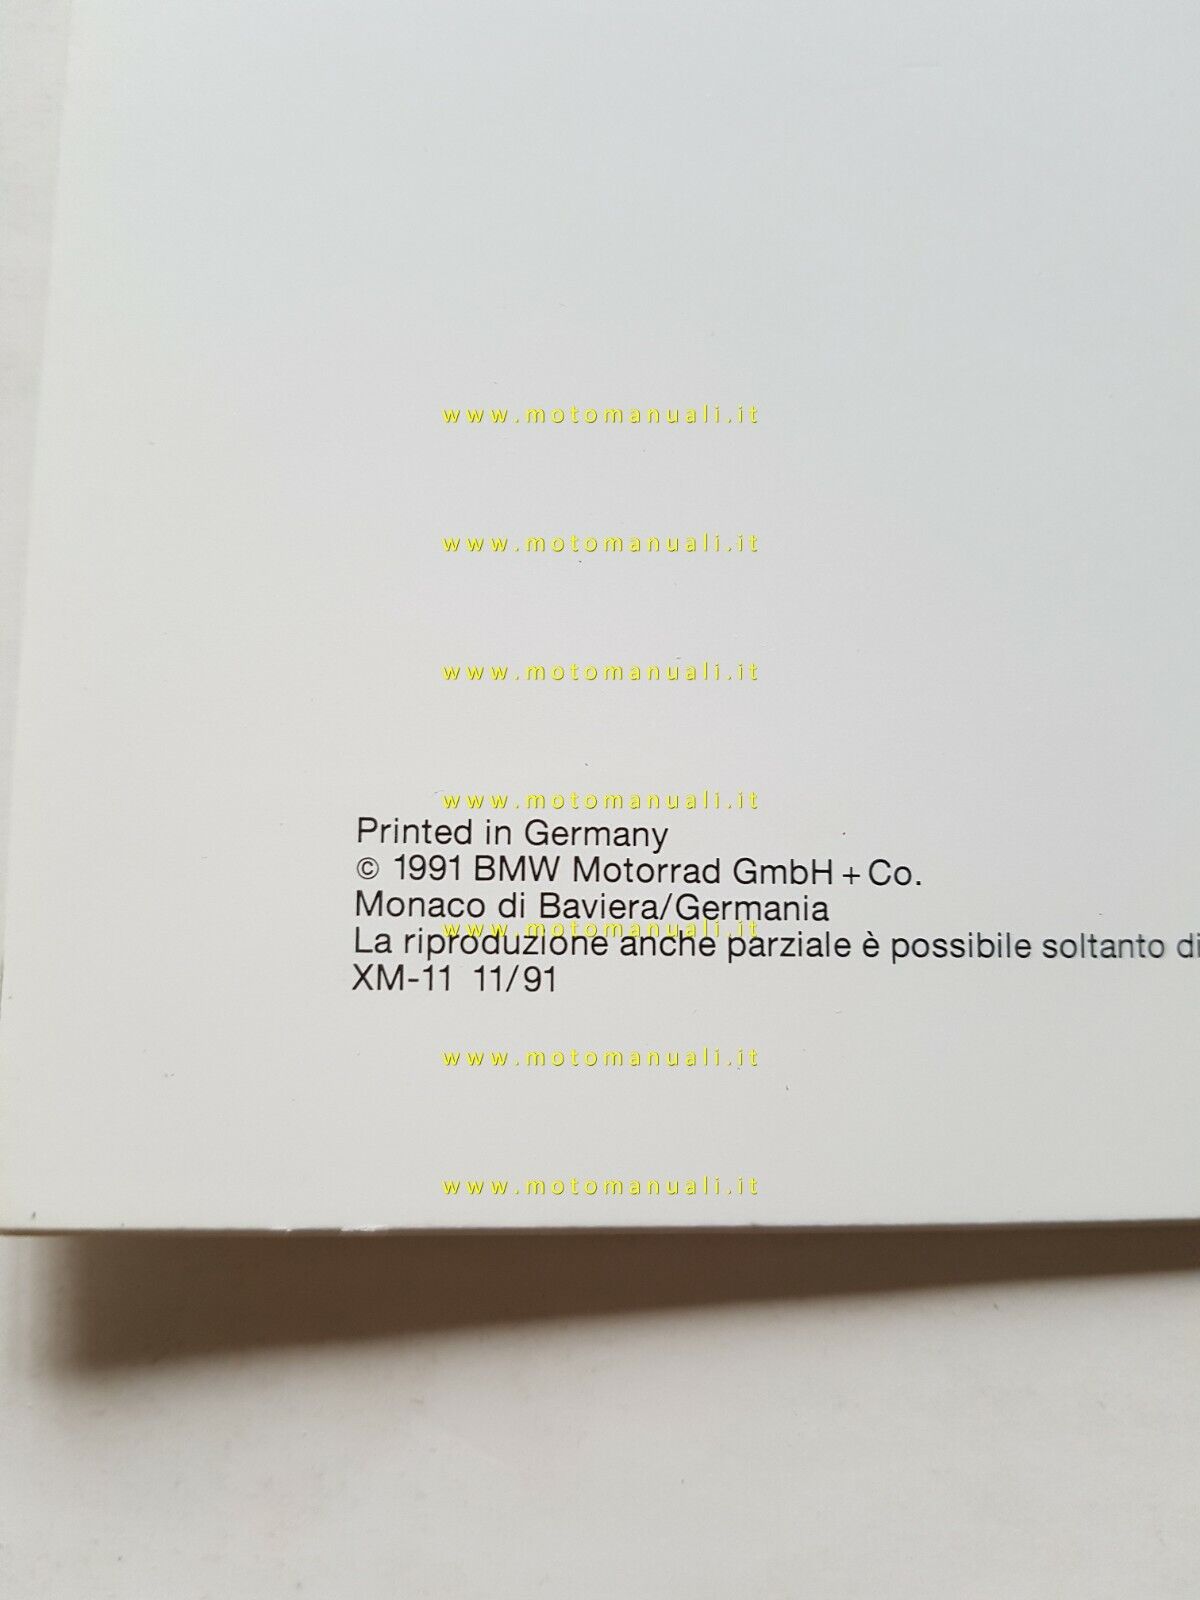 www.motomanuali.it
www.motomanuali.it
www.motomanuali.it
www.motomanuali.it
Printed in Germany
© 1991 BMW Motorrad GmbH + Co.
Monaco di Baviera/Germania
www.motomanuali.it
La riproduzione anche parziale è possibile soltanto di
XM-11 11/91
www.motomanuali.it
www.motomanuali.it